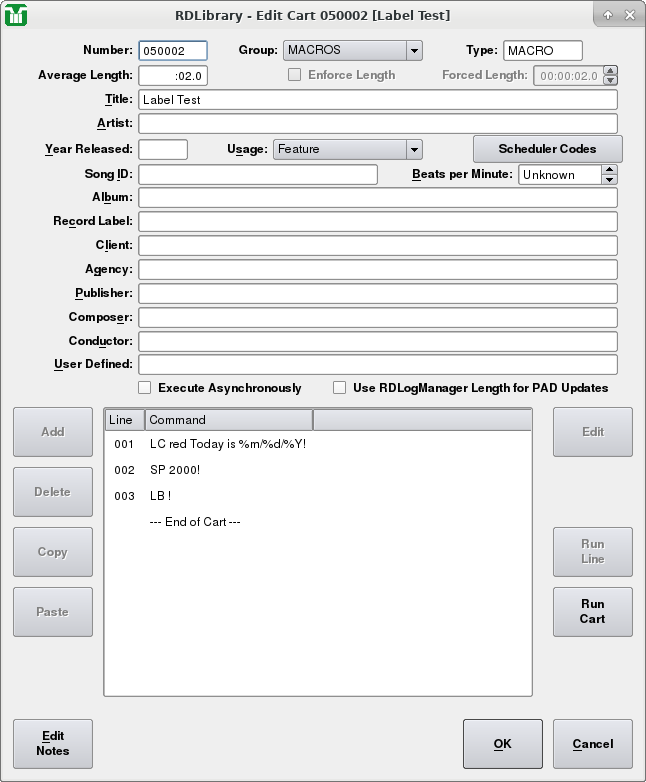 RDLibrary - Edit Cart 050002 [Label Test]
Number: 050002 Group: MACROS Type: MACRO
Average Length: :02.0 Enforce Length Forced Length: 00:00:02.0
Title: Label Test
Artist:
Year Released: Usage: Feature Scheduler Codes
Song ID: Beats per Minute: Unknown
Album:
Record Label:
Client:
Agency:
Publisher:
Composer:
Conductor:
User Defined:
Execute Asynchronously Use RDLogManager Length for PAD Updates
Add
Delete
Copy
Paste
Line Command
001 LC red Today is %m/%d/%Y!
002 SP 2000!
003 LB !
--- End of Cart ---
Edit
Run
Line
Run
Cart
Edit
Notes
OK
Cancel